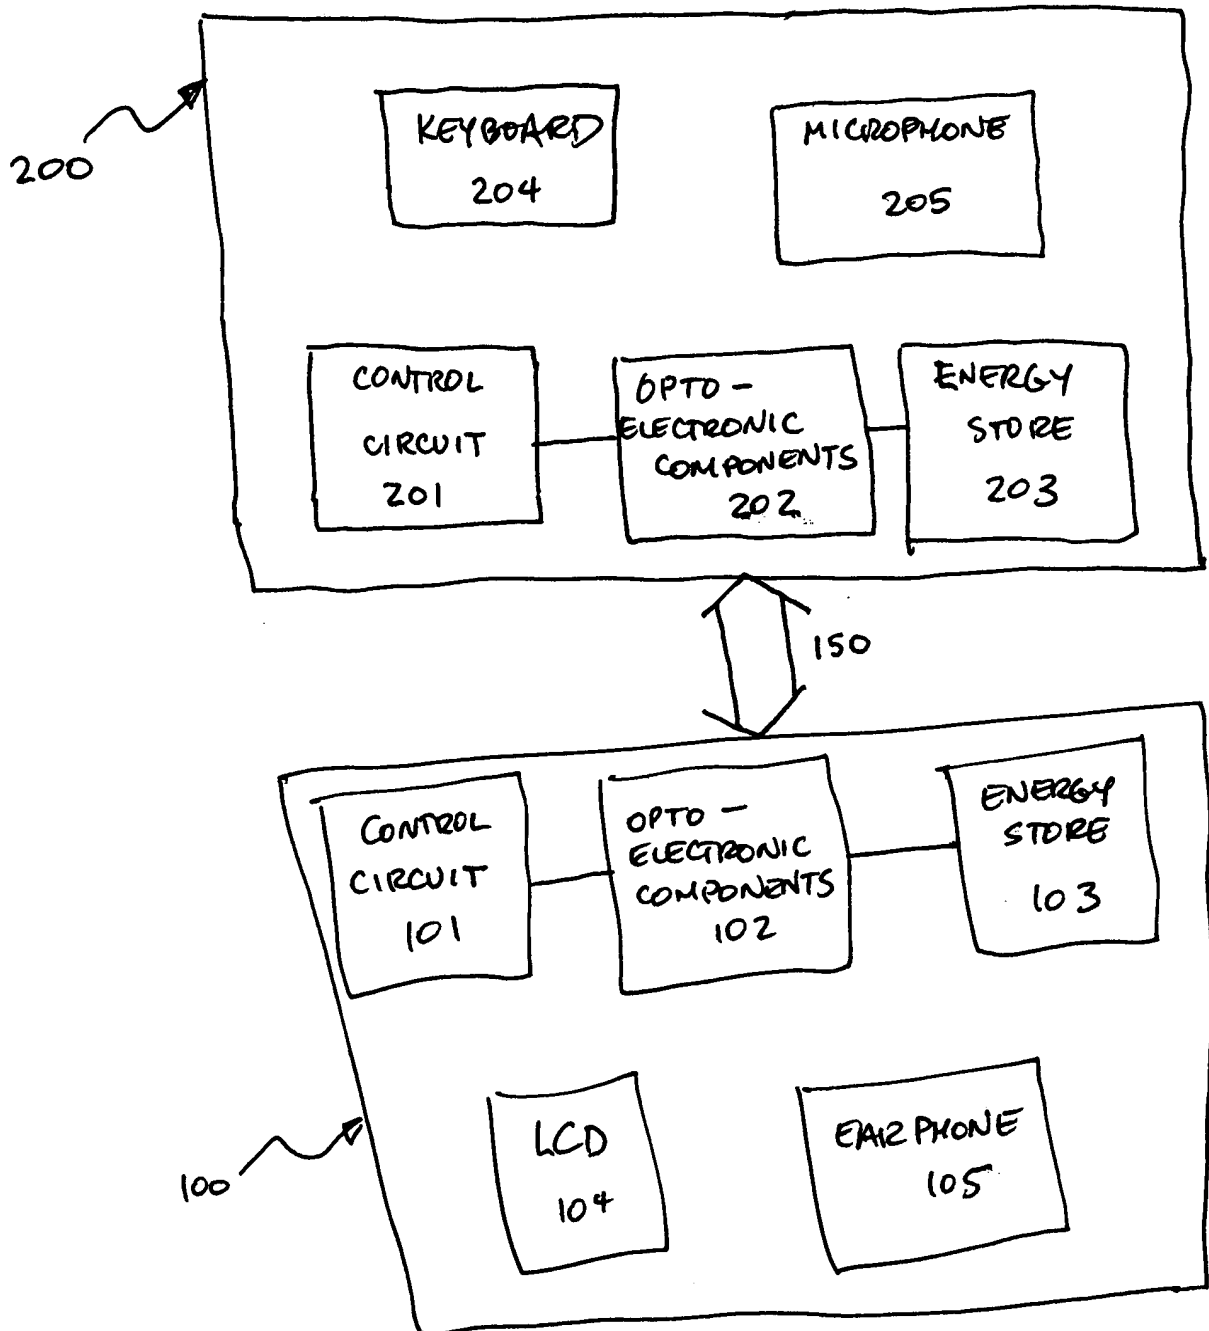 200
KEYBOARD
204
MICROPHONE
205
CONTROL
CIRCUIT
201
OPTO -
ELECTRONIC
COMPONENTS
202
ENERGY
STORE
203
150
CONTROL
CIRCUIT
101
OPTO -
ELECTRONIC
COMPONENTS
102
ENERGY
STORE
103
100
LCD
104
EARPHONE
105